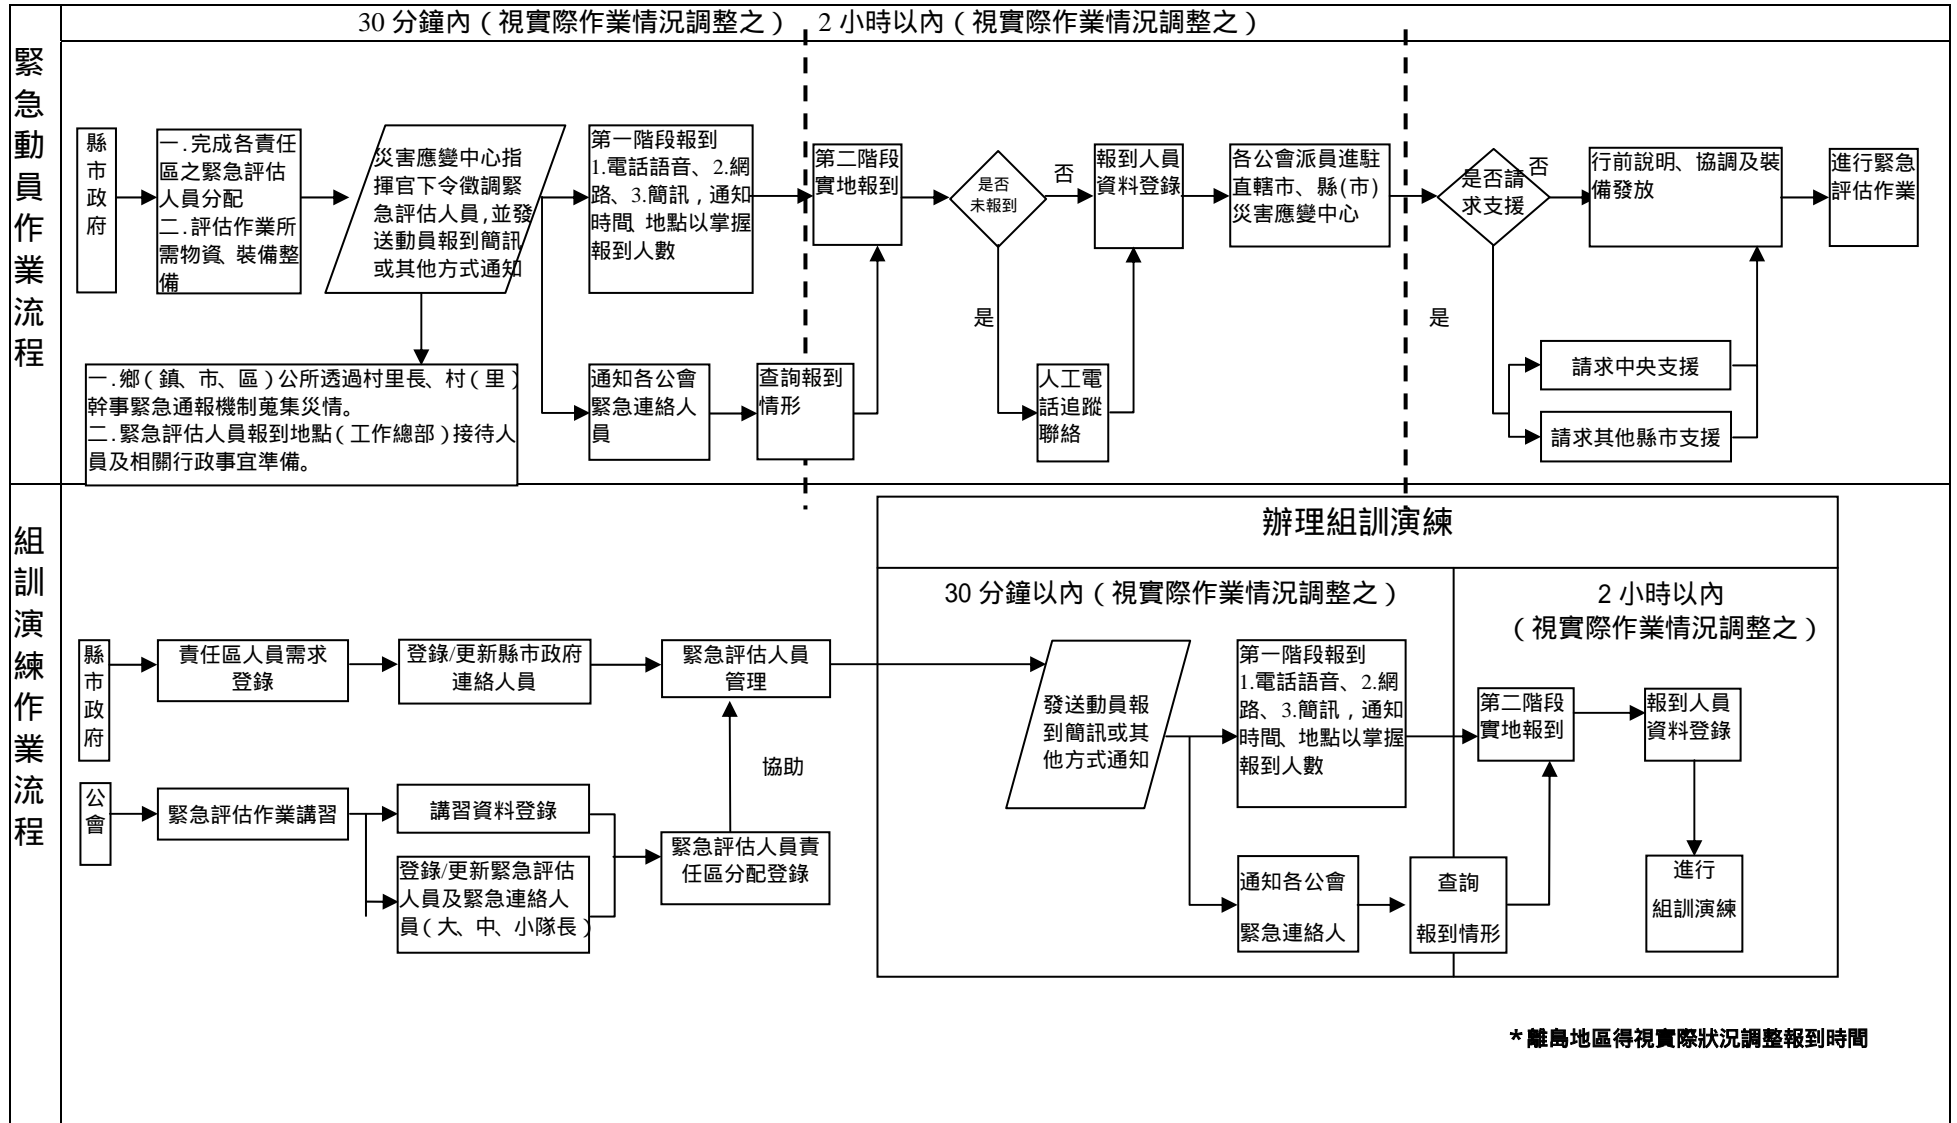 30 分鐘內（視實際作業情況調整之）
2 小時以內（視實際作業情況調整之）
緊急動員作業流程
縣市政府
一.完成各責任
區之緊急評估
人員分配
二.評估作業所
需物資、裝備整
備
災害應變中心指
揮官下令徵調緊
急評估人員,並發
送動員報到簡訊
或其他方式通知
第一階段報到
1.電話語音、2.網
路、3.簡訊，通知
時間、地點以掌握
報到人數
第二階段
實地報到
是否
未報到
否
是
報到人員
資料登錄
各公會派員進駐
直轄市、縣(市)
災害應變中心
是否請
求支援
否
是
行前說明、協調及裝
備發放
進行緊急
評估作業
一.鄉（鎮、市、區）公所透過村里長、村（里）
幹事緊急通報機制蒐集災情。
二.緊急評估人員報到地點（工作總部）接待人
員及相關行政事宜準備。
通知各公會
緊急連絡人
員
查詢報到
情形
人工電
話追蹤
聯絡
請求中央支援
請求其他縣市支援
組訓演練作業流程
辦理組訓演練
30 分鐘以內（視實際作業情況調整之）
2 小時以內
（視實際作業情況調整之）
縣市政府
責任區人員需求
登錄
登錄/更新縣市政府
連絡人員
緊急評估人員
管理
協助
公會
緊急評估作業講習
講習資料登錄
登錄/更新緊急評估
人員及緊急連絡人
員（大、中、小隊長）
緊急評估人員責
任區分配登錄
發送動員報
到簡訊或其
他方式通知
第一階段報到
1.電話語音、2.網
路、3.簡訊，通知
時間、地點以掌握
報到人數
第二階段
實地報到
報到人員
資料登錄
通知各公會
緊急連絡人
查詢
報到情形
進行
組訓演練
*離島地區得視實際狀況調整報到時間